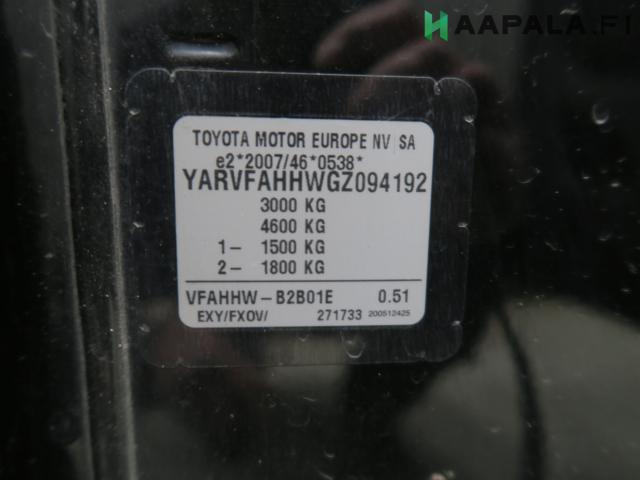 HAAPALA.FI
TOYOTA MOTOR EUROPE NV SA
e2*2007/46*0538*
YARVFAHHWGZ094192
3000 KG
4600 KG
1- 1500 KG
2- 1800 KG
VFAHHW-B2B01E 0.51
EXY/FXOV/ 271733 200512425